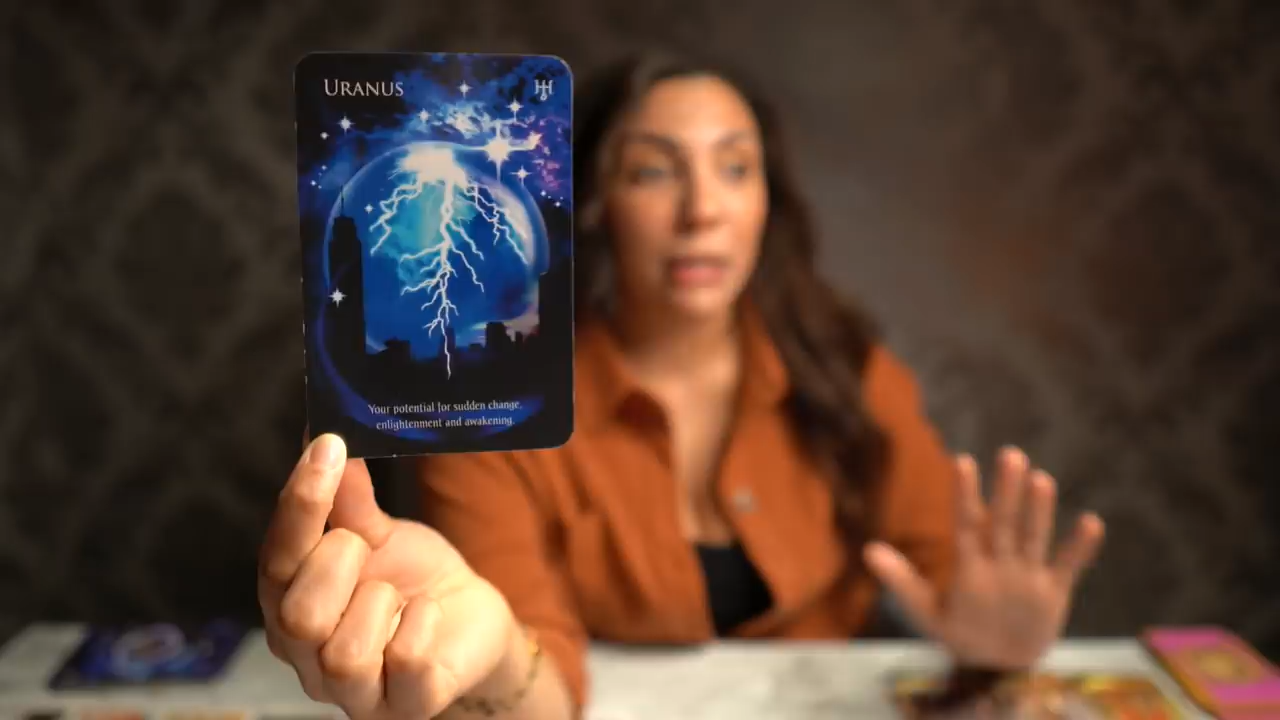 URANUS
Your potential for sudden change,
enlightenment and awakening.